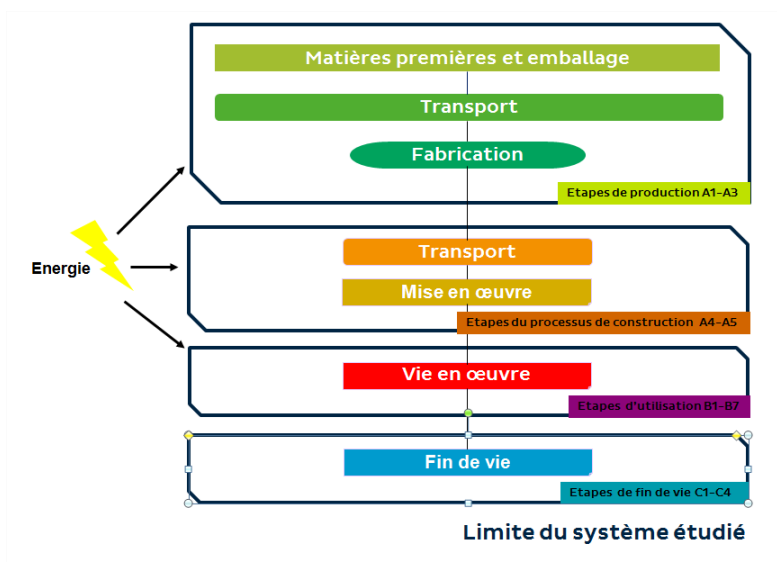 Matières premières et emballage
Transport
Fabrication
Etapes de production A1-A3
Energie
Transport
Mise en œuvre
Etapes du processus de construction A4-A5
Vie en œuvre
Etapes d'utilisation B1-B7
Fin de vie
Etapes de fin de vie C1-C4
Limite du système étudié